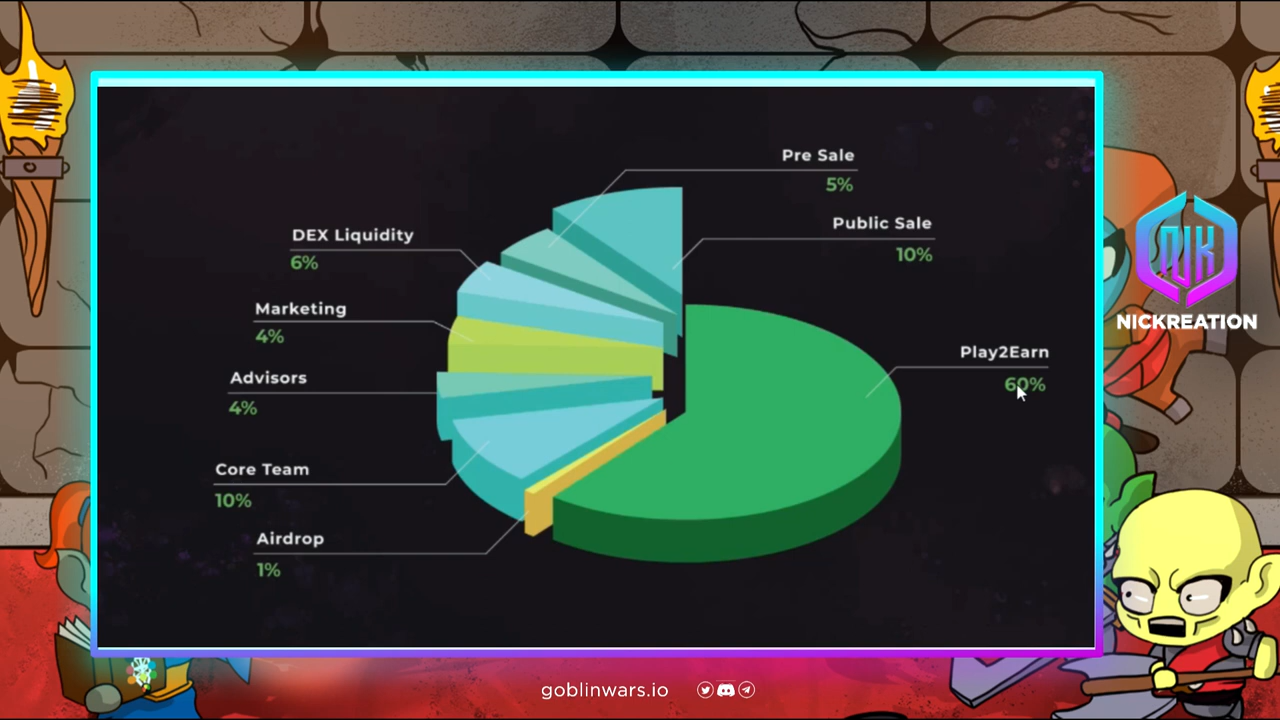 Pre Sale
5%
Public Sale
10%
DEX Liquidity
6%
Marketing
4%
Play2Earn
60%
Advisors
4%
Core Team
10%
Airdrop
1%
NICKREATION
goblinwars.io